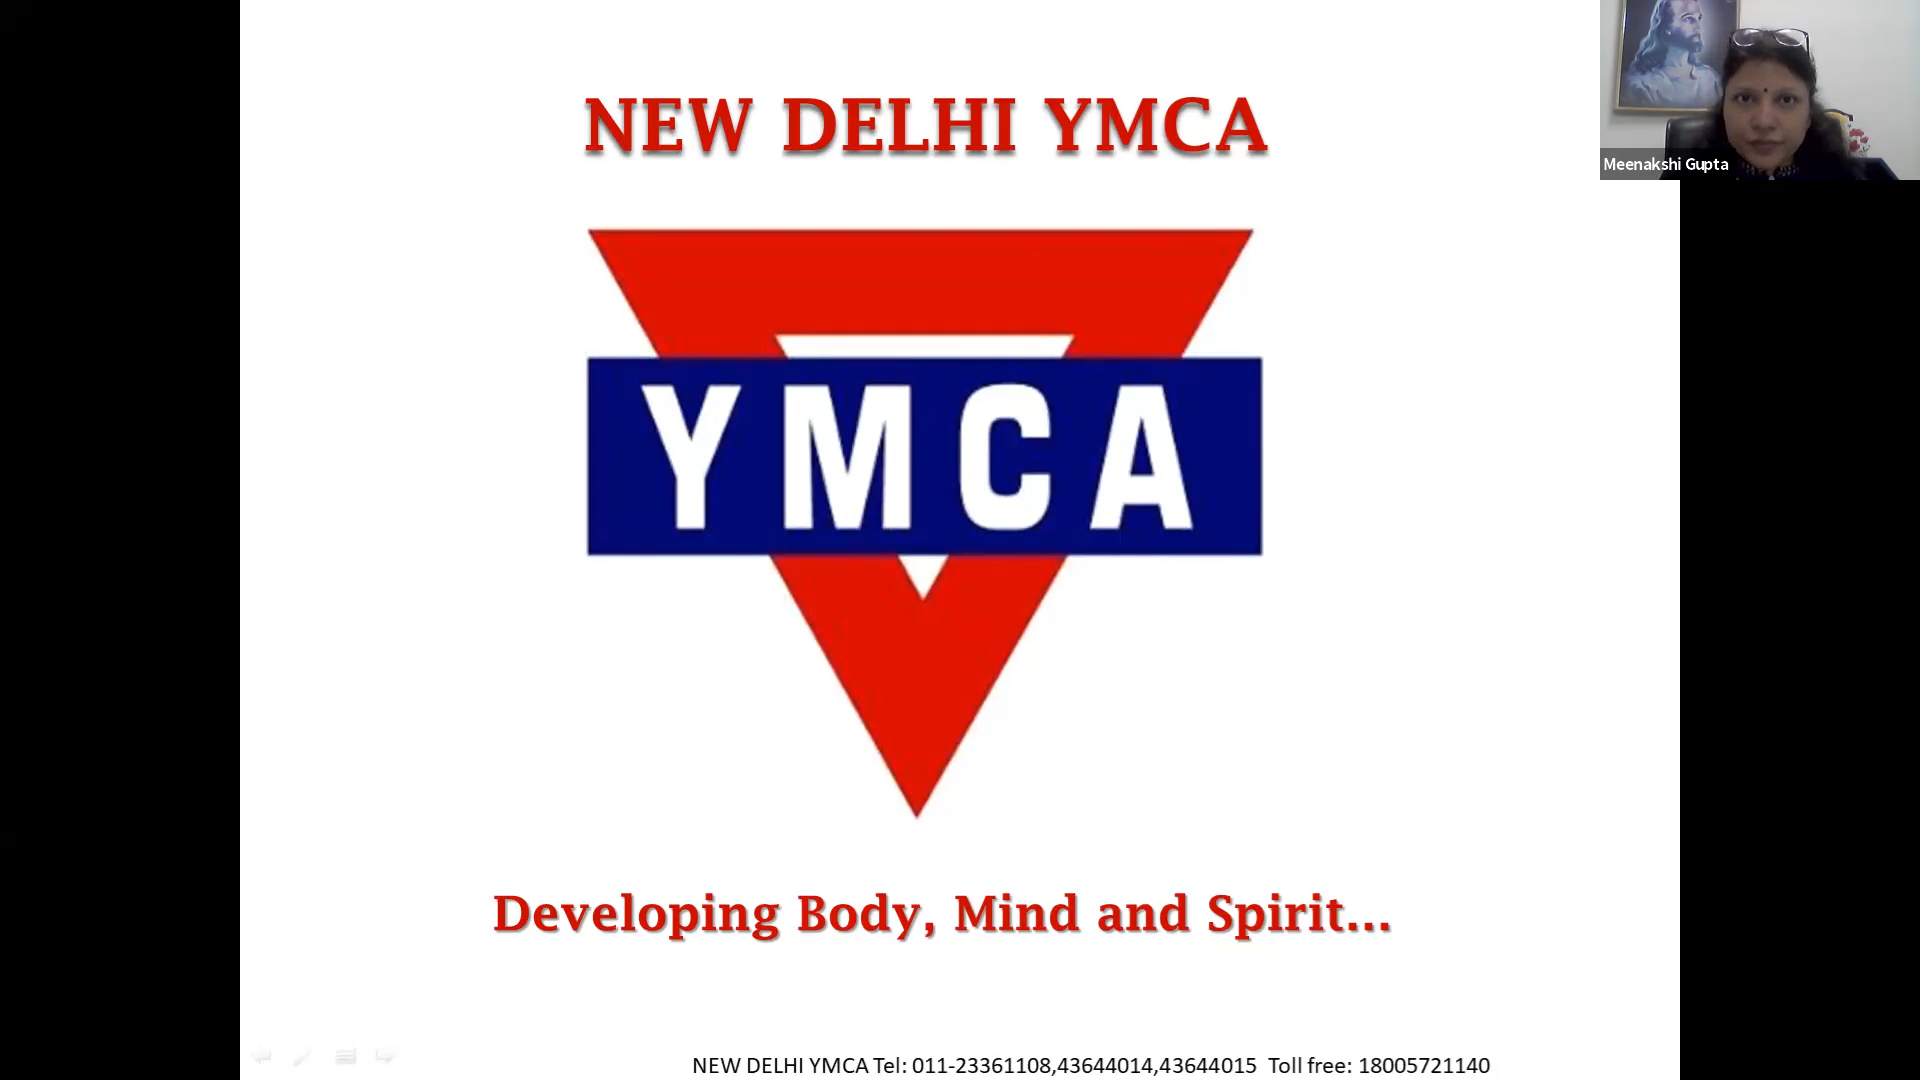 NEW DELHI YMCA
Meenakshi Gupta
YMCA
Developing Body, Mind and Spirit...
NEW DELHI YMCA Tel: 011-23361108,43644014,43644015 Toll free: 18005721140